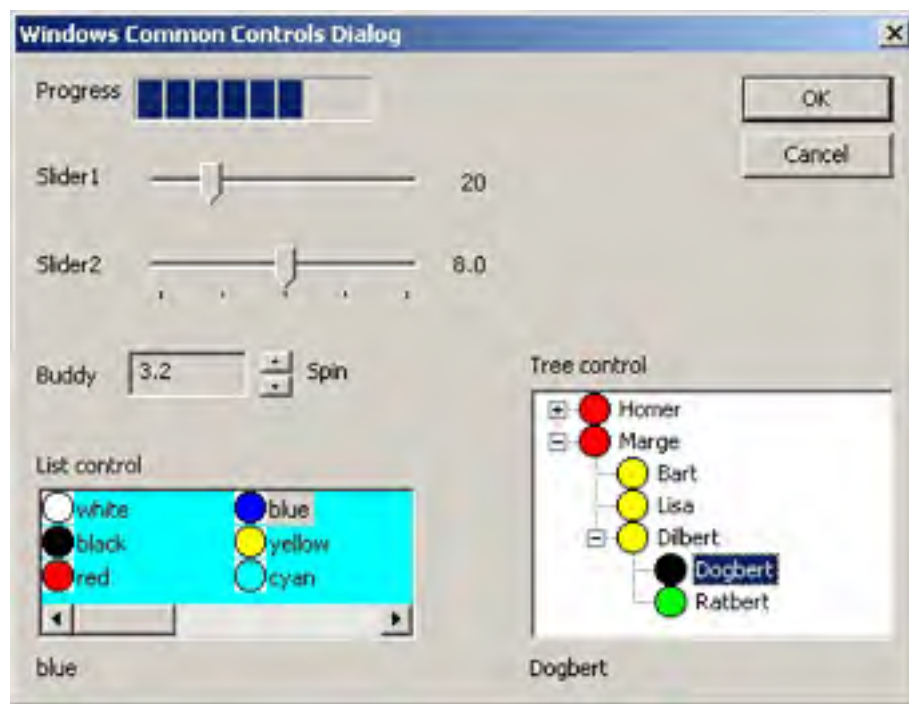 Windows Common Controls Dialog
Progress
OK
Cancel
Slider1
20
Slider2
8.0
Buddy
3.2
Spin
Tree control
Homer
Marge
Bart
Lisa
Dilbert
Dogbert
Ratbert
List control
white
blue
black
yellow
red
cyan
blue
Dogbert